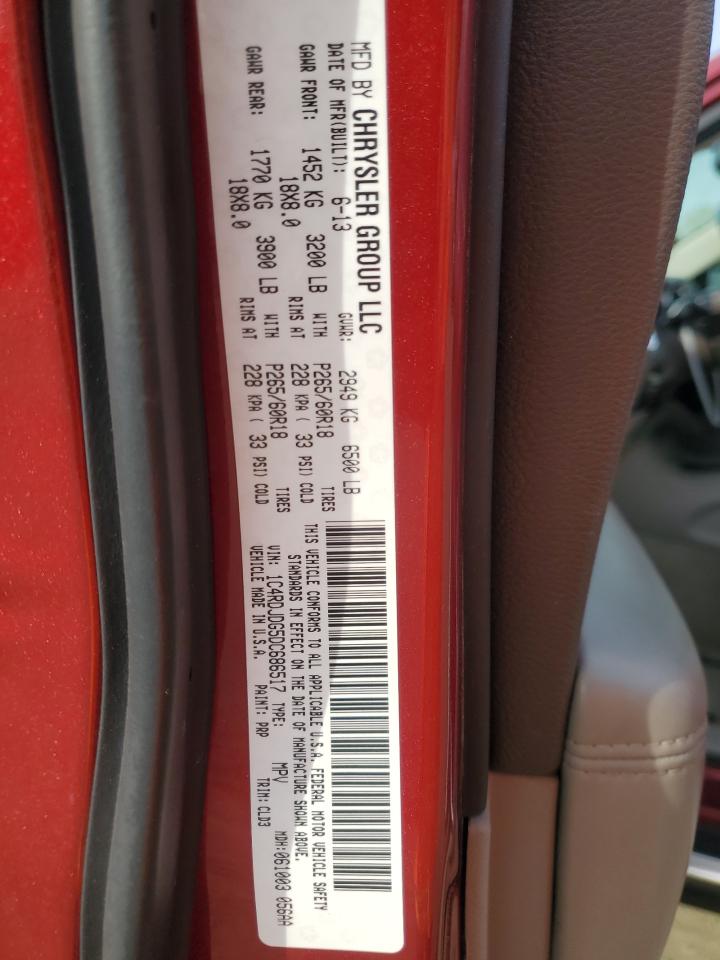 MFD BY CHRYSLER GROUP LLC
DATE OF MFR(BUILT): 6-13 GVWR: 2949 KG 6500 LB
GAWR FRONT: 1452 KG 3200 LB WITH P265/60R18 TIRES
18X8.0 RIMS AT 228 KPA ( 33 PSI) COLD
GAWR REAR: 1770 KG 3900 LB WITH P265/60R18 TIRES
18X8.0 RIMS AT 228 KPA ( 33 PSI) COLD
THIS VEHICLE CONFORMS TO ALL APPLICABLE U.S.A. FEDERAL MOTOR VEHICLE SAFETY
STANDARDS IN EFFECT ON THE DATE OF MANUFACTURE SHOWN ABOVE.
VIN: 1C4RDJDG5DC686517 TYPE: MPV MDH:061003 056AA
VEHICLE MADE IN U.S.A. PAINT: PRP TRIM: CLD3